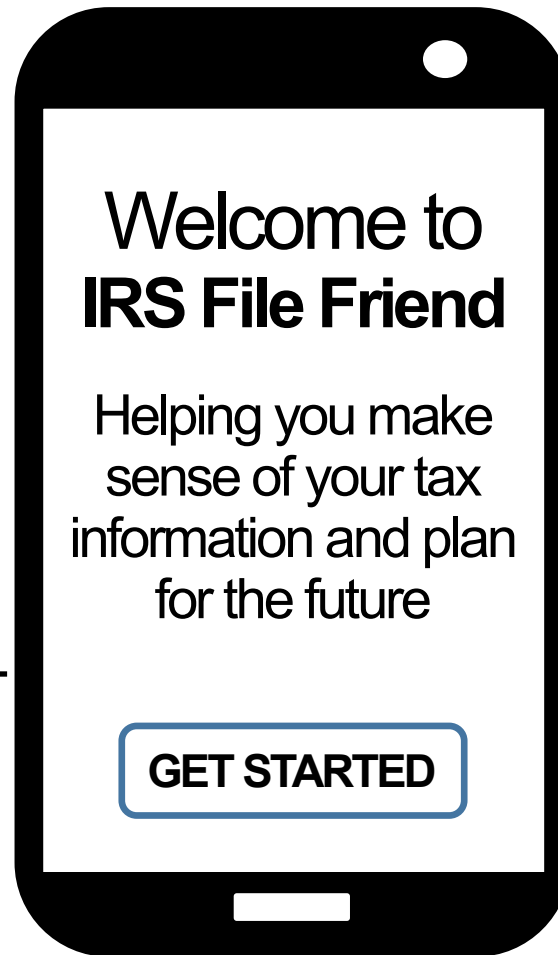 Welcome to
IRS File Friend
Helping you make
sense of your tax
information and plan
for the future
GET STARTED